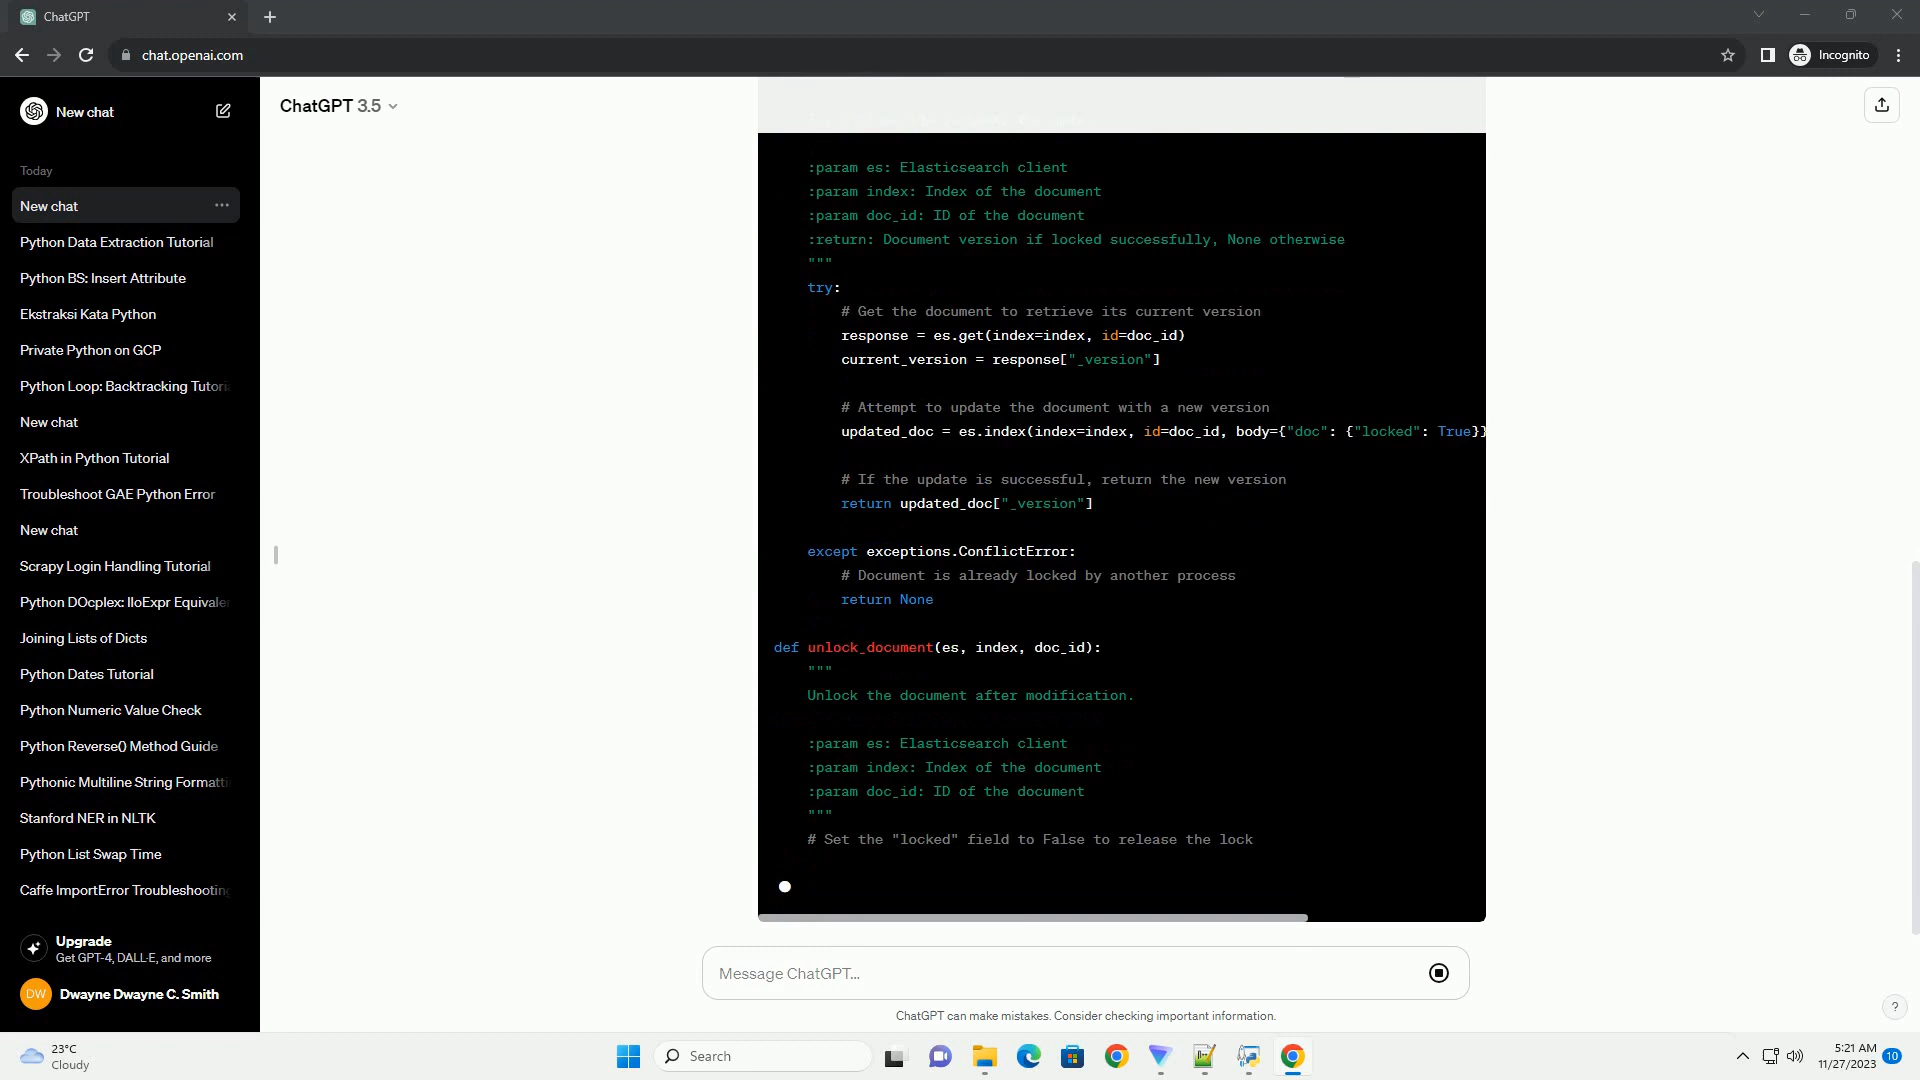 ChatGPT
chat.openai.com
Incognito
New chat
ChatGPT 3.5
Today
New chat
Python Data Extraction Tutorial
Python BS: Insert Attribute
Ekstraksi Kata Python
Private Python on GCP
Python Loop: Backtracking Tutori
New chat
XPath in Python Tutorial
Troubleshoot GAE Python Error
New chat
Scrapy Login Handling Tutorial
Python DOcplex: IloExpr Equivale
Joining Lists of Dicts
Python Dates Tutorial
Python Numeric Value Check
Python Reverse() Method Guide
Pythonic Multiline String Formatti
Stanford NER in NLTK
Python List Swap Time
Caffe ImportError Troubleshooting
Upgrade
Get GPT-4, DALL·E, and more
DW
Dwayne Dwayne C. Smith
:param es: Elasticsearch client
:param index: Index of the document
:param doc_id: ID of the document
:return: Document version if locked successfully, None otherwise
"""
try:
# Get the document to retrieve its current version
response = es.get(index=index, id=doc_id)
current_version = response["_version"]
# Attempt to update the document with a new version
updated_doc = es.index(index=index, id=doc_id, body={"doc": {"locked": True}}
# If the update is successful, return the new version
return updated_doc["_version"]
except exceptions.ConflictError:
# Document is already locked by another process
return None
def unlock_document(es, index, doc_id):
"""
Unlock the document after modification.
:param es: Elasticsearch client
:param index: Index of the document
:param doc_id: ID of the document
"""
# Set the "locked" field to False to release the lock
Message ChatGPT...
ChatGPT can make mistakes. Consider checking important information.
?
23°C
Cloudy
Search
5:21 AM
11/27/2023
10